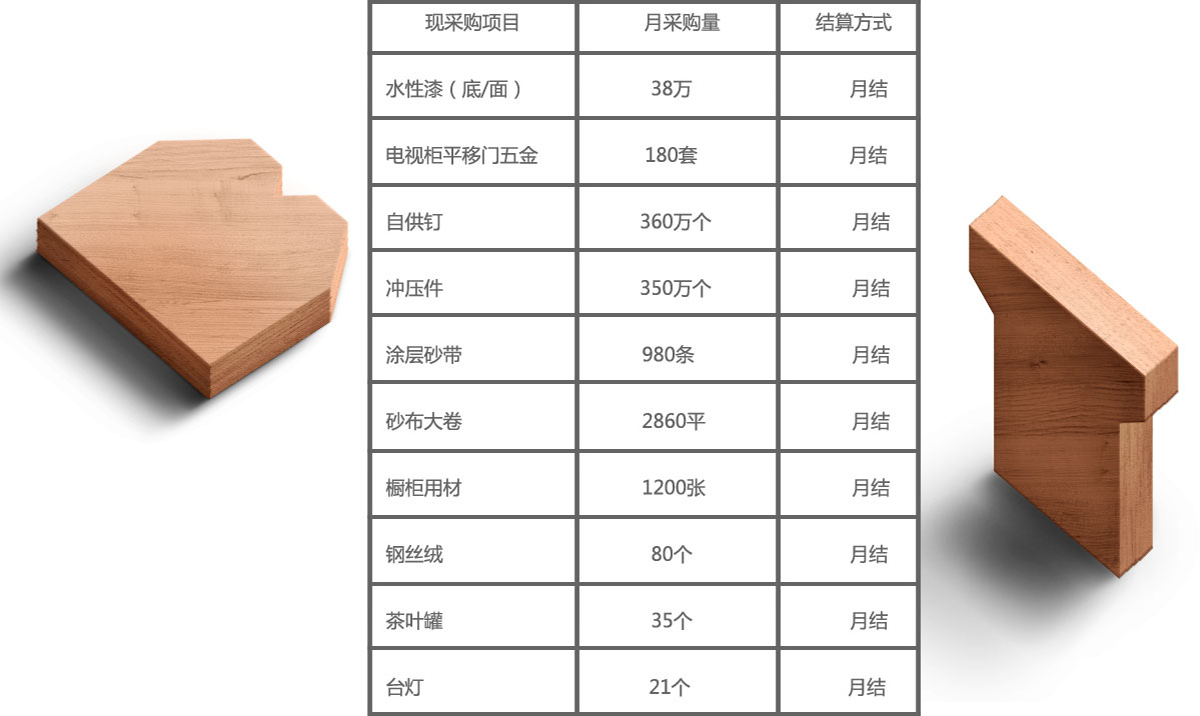 现采购项目 月采购量 结算方式
水性漆（底/面） 38万 月结
电视柜平移门五金 180套 月结
自供钉 360万个 月结
冲压件 350万个 月结
涂层砂带 980条 月结
砂布大卷 2860平 月结
橱柜用材 1200张 月结
钢丝绒 80个 月结
茶叶罐 35个 月结
台灯 21个 月结